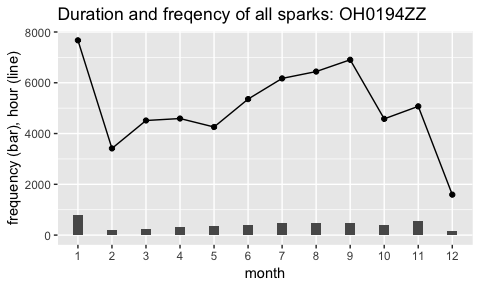 Duration and freqency of all sparks: OH0194ZZ
frequency (bar), hour (line)
8000
6000
4000
2000
0
1 2 3 4 5 6 7 8 9 10 11 12
month